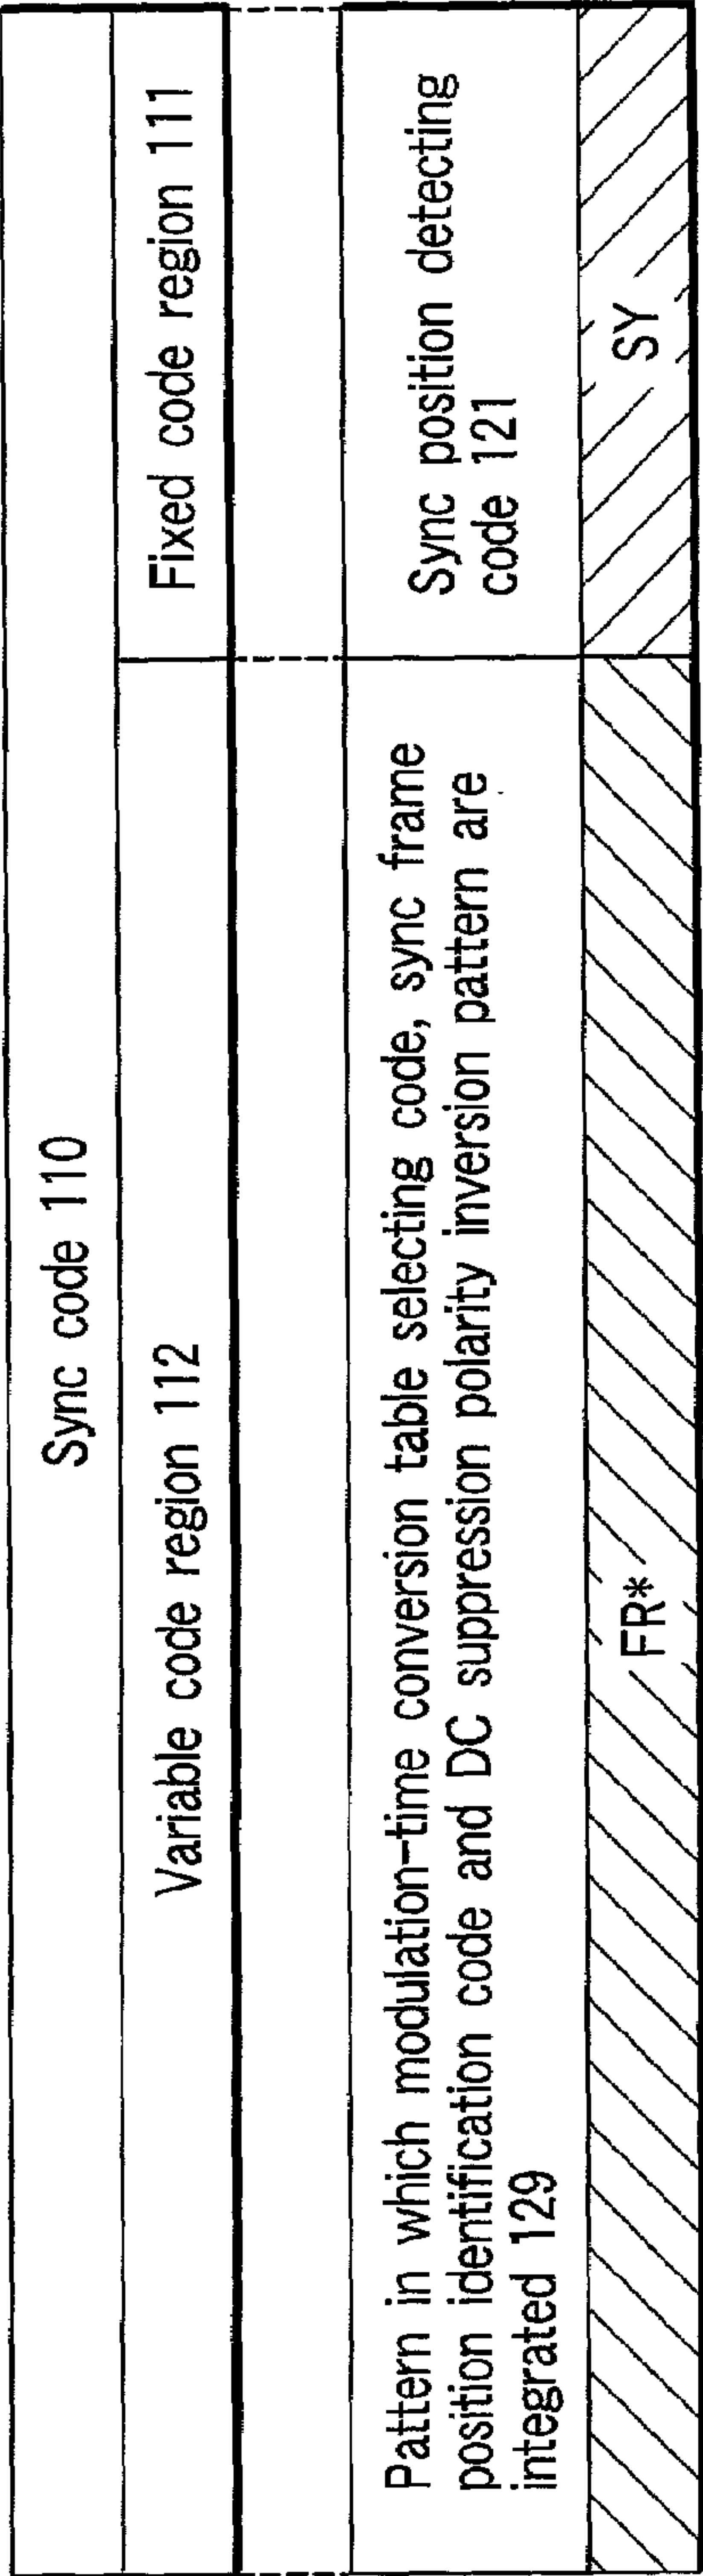 Sync code 110
Variable code region 112
Fixed code region 111
Pattern in which modulation-time conversion table selecting code, sync frame
position identification code and DC suppression polarity inversion pattern are
integrated 129
Sync position detecting
code 121
FR*
SY